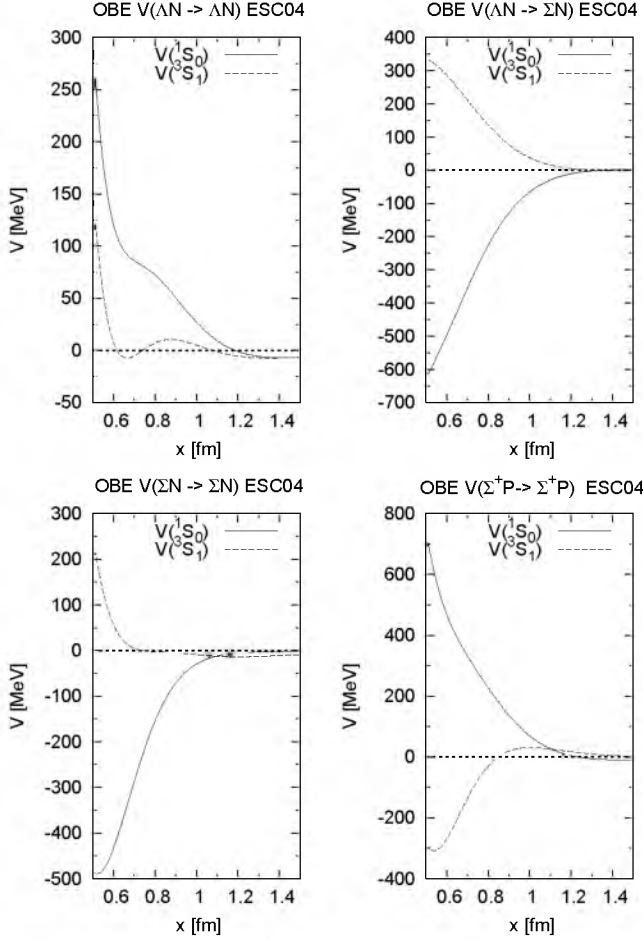 OBE V(ΛN -> ΛN) ESC04
V(¹S₀)
V(³S₁)
300
250
200
150
100
50
0
-50
V [MeV]
0.6 0.8 1 1.2 1.4
x [fm]
OBE V(ΛN -> ΣN) ESC04
V(¹S₀)
V(³S₁)
400
300
200
100
0
-100
-200
-300
-400
-500
-600
-700
V [MeV]
0.6 0.8 1 1.2 1.4
x [fm]
OBE V(ΣN -> ΣN) ESC04
V(¹S₀)
V(³S₁)
300
200
100
0
-100
-200
-300
-400
-500
V [MeV]
0.6 0.8 1 1.2 1.4
x [fm]
OBE V(Σ⁺P-> Σ⁺P) ESC04
V(¹S₀)
V(³S₁)
800
600
400
200
0
-200
-400
V [MeV]
0.6 0.8 1 1.2 1.4
x [fm]